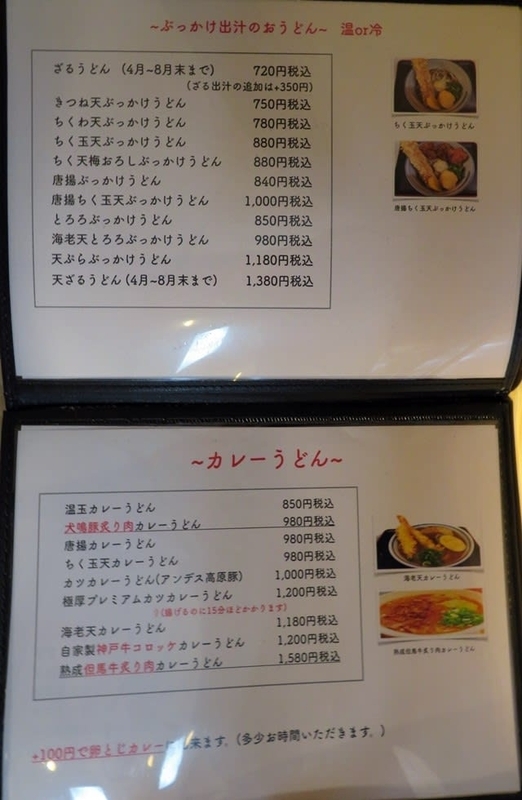 ~ぶっかけ出汁のおうどん~ 温or冷
ざるうどん (4月~8月末まで) 720円税込
(ざる出汁の追加は+350円)
きつね天ぶっかけうどん 750円税込
ちくわ天ぶっかけうどん 780円税込
ちく玉天ぶっかけうどん 880円税込
ちく天梅おろしぶっかけうどん 880円税込
唐揚ぶっかけうどん 840円税込
唐揚ちく玉天ぶっかけうどん 1,000円税込
とろろぶっかけうどん 850円税込
海老天とろろぶっかけうどん 980円税込
天ぷらぶっかけうどん 1,180円税込
天ざるうどん (4月~8月末まで) 1,380円税込
ちく玉天ぶっかけうどん
唐揚ちく玉天ぶっかけうどん
~カレーうどん~
温玉カレーうどん 850円税込
犬鳴豚炙り肉カレーうどん 980円税込
唐揚カレーうどん 980円税込
ちく玉天カレーうどん 980円税込
カツカレーうどん(アンデス高原豚) 1,000円税込
極厚プレミアムカツカレーうどん 1,200円税込
(揚げるのに15分ほどかかります)
海老天カレーうどん 1,180円税込
自家製神戸牛コロッケカレーうどん 1,200円税込
熟成但馬牛炙り肉カレーうどん 1,580円税込
海老天カレーうどん
熟成但馬牛炙り肉カレーうどん
+100円で卵とじカレー 来ます。(多少お時間いただきます。)